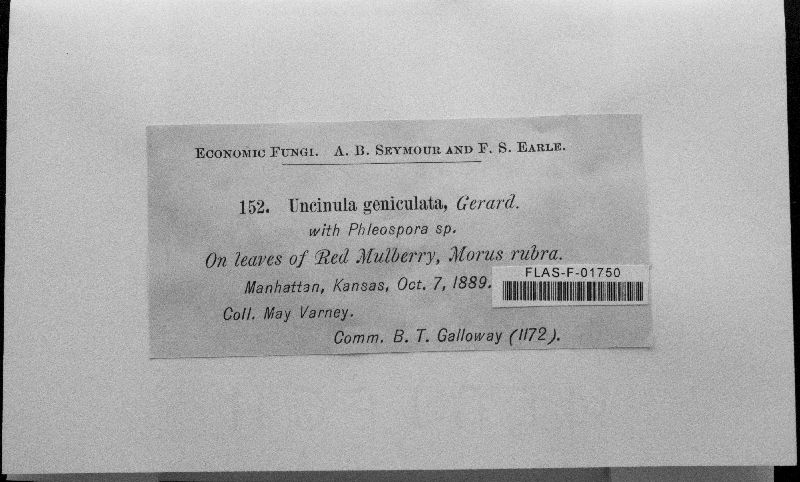 Economic Fungi. A. B. Seymour and F. S. Earle.
152. Uncinula geniculata, Gerard.
with Phleospora sp.
On leaves of Red Mulberry, Morus rubra.
Manhattan, Kansas, Oct. 7, 1889.
FLAS-F-01750
Coll. May Varney.
Comm. B. T. Galloway (1172).